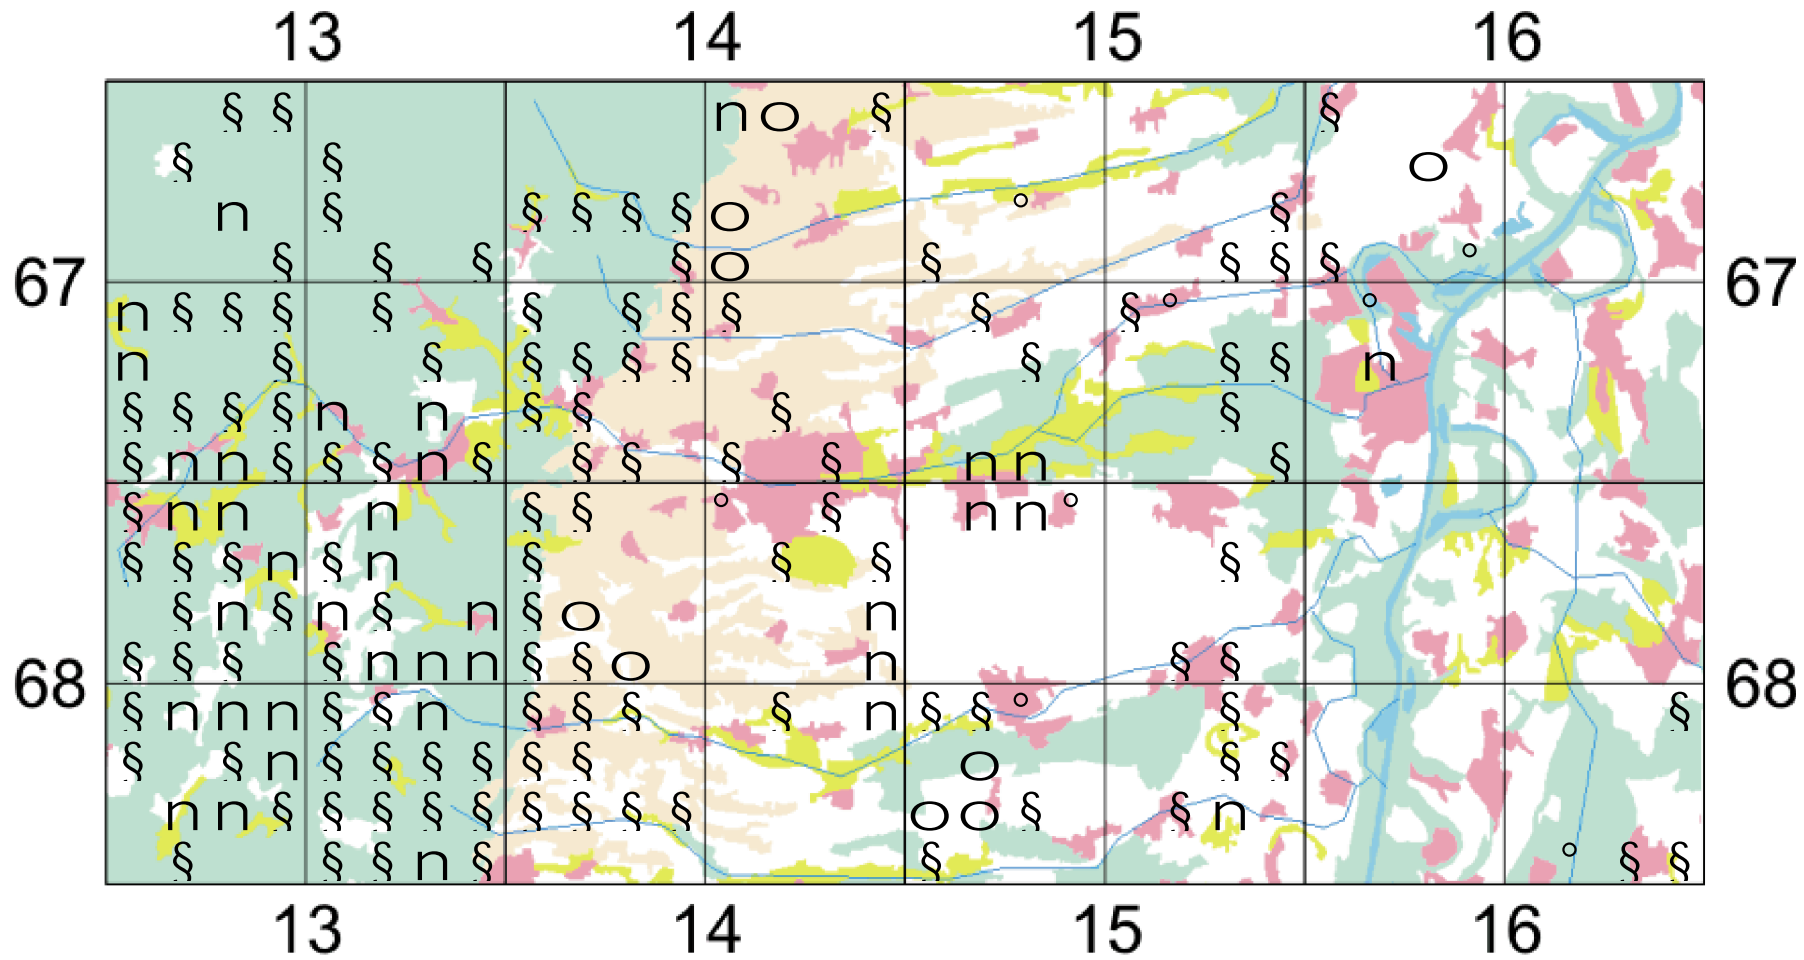 13 14 15 16
§ § n o § §
§ § o
n § § § § § o § °
§ § § § o § § § § °
67 67
n § § § § § § § § § § ° °
n § § § § § § § § § n
§ § § § n n § § § §
§ n n § § § n § § § § § n n §
§ n n n § § ° § n n °
§ § § n § n § § § §
§ n § n § n § o n °
§ § § § n n n § § o n § §
68 68
§ n n n § § n § § § § n § § ° § §
§ § n § § § § § § o § §
n n § § § § § § § § § o o § § n
§ § § n § § ° § §
13 14 15 16